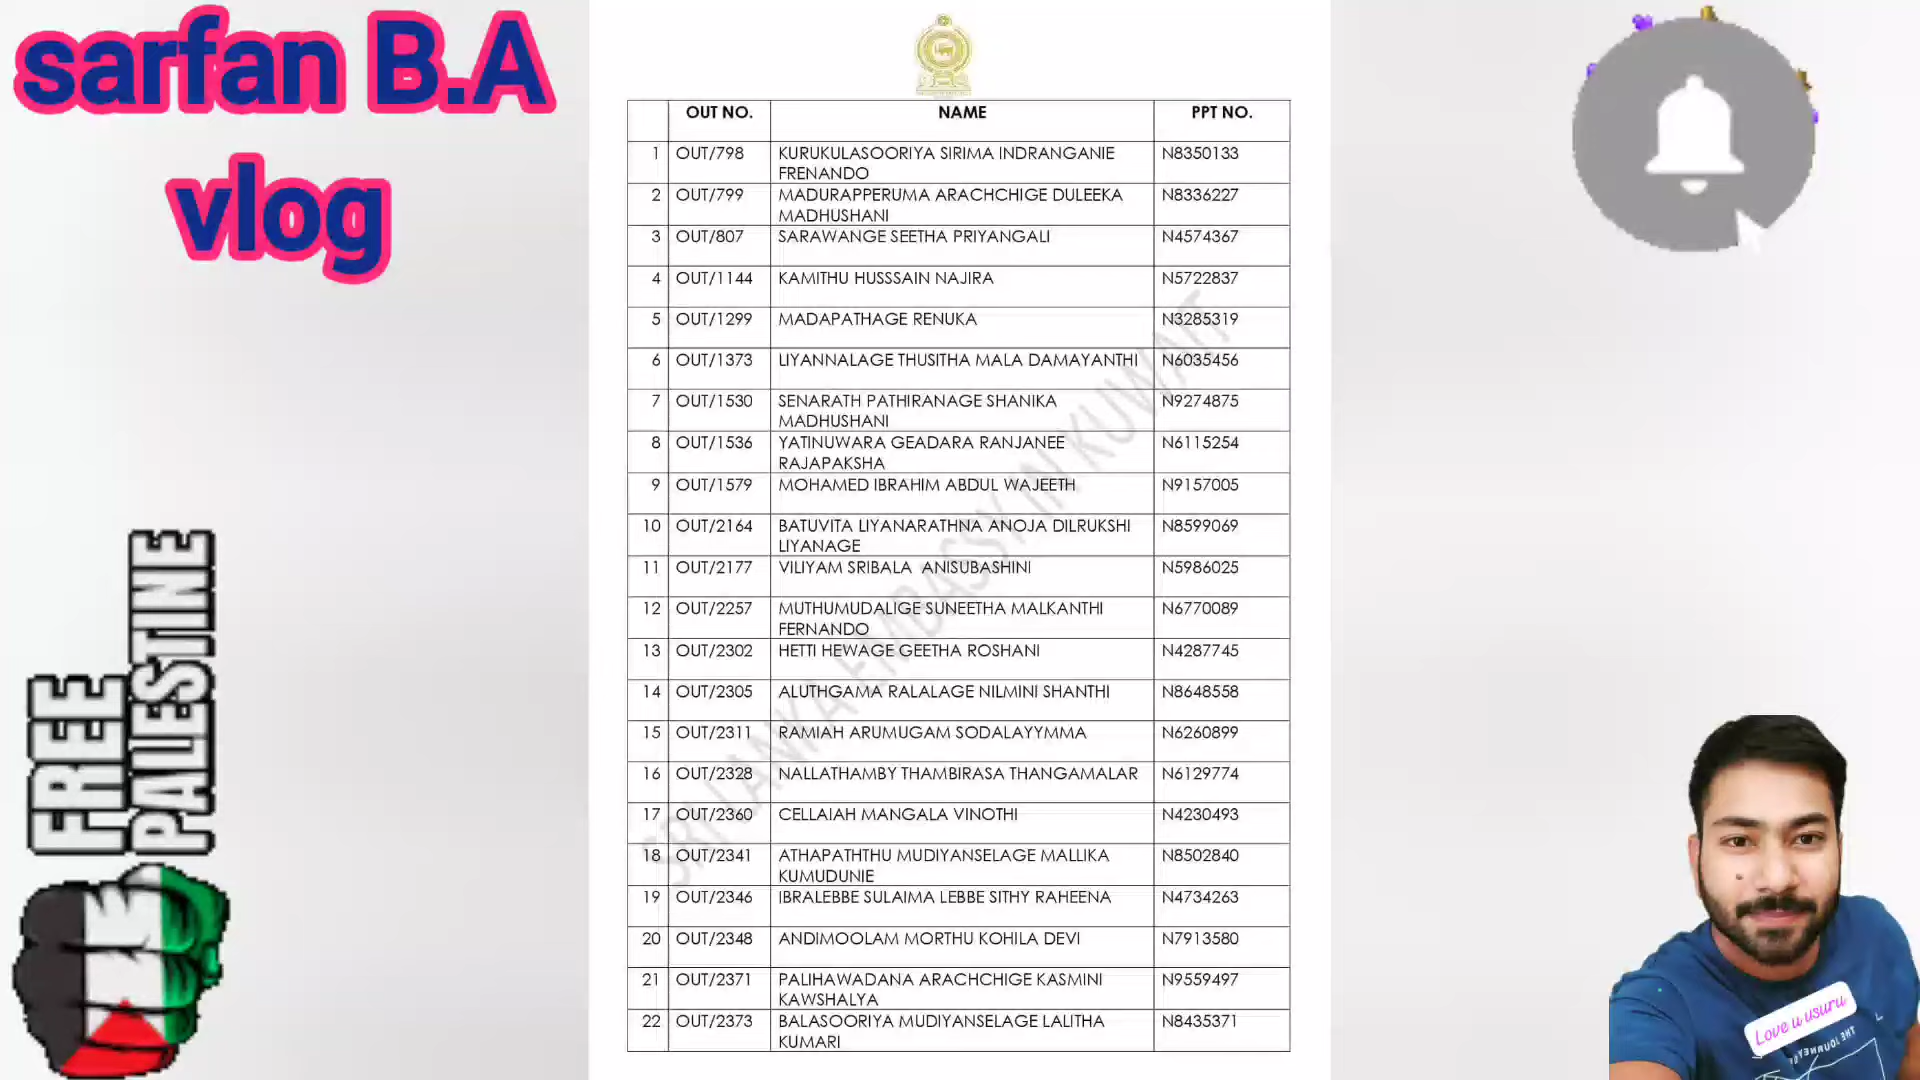 sarfan B.A
vlog
OUT NO. NAME PPT NO.
1 OUT/798 KURUKULASOORIYA SIRIMA INDRANGANIE N8350133
FRENANDO
2 OUT/799 MADURAPPERUMA ARACHCHIGE DULEEKA N8336227
MADHUSHANI
3 OUT/807 SARAWANGE SEETHA PRIYANGALI N4574367
4 OUT/1144 KAMITHU HUSSSAIN NAJIRA N5722837
5 OUT/1299 MADAPATHAGE RENUKA N3285319
6 OUT/1373 LIYANNALAGE THUSITHA MALA DAMAYANTHI N6035456
7 OUT/1530 SENARATH PATHIRANAGE SHANIKA N9274875
MADHUSHANI
8 OUT/1536 YATINUWARA GEADARA RANJANEE N6115254
RAJAPAKSHA
9 OUT/1579 MOHAMED IBRAHIM ABDUL WAJEETH N9157005
10 OUT/2164 BATUVITA LIYANARATHNA ANOJA DILRUKSHI N8599069
LIYANAGE
11 OUT/2177 VILIYAM SRIBALA ANISUBASHINI N5986025
12 OUT/2257 MUTHUMUDALIGE SUNEETHA MALKANTHI N6770089
FERNANDO
13 OUT/2302 HETTI HEWAGE GEETHA ROSHANI N4287745
14 OUT/2305 ALUTHGAMA RALALAGE NILMINI SHANTHI N8648558
15 OUT/2311 RAMIAH ARUMUGAM SODALAYYMMA N6260899
16 OUT/2328 NALLATHAMBY THAMBIRASA THANGAMALAR N6129774
17 OUT/2360 CELLAIAH MANGALA VINOTHI N4230493
18 OUT/2341 ATHAPATHTHU MUDIYANSELAGE MALLIKA N8502840
KUMUDUNIE
19 OUT/2346 IBRALEBBE SULAIMA LEBBE SITHY RAHEENA N4734263
20 OUT/2348 ANDIMOOLAM MORTHU KOHILA DEVI N7913580
21 OUT/2371 PALIHAWADANA ARACHCHIGE KASMINI N9559497
KAWSHALYA
22 OUT/2373 BALASOORIYA MUDIYANSELAGE LALITHA N8435371
KUMARI
SRI LANKA EMBASSY IN KUWAIT
FREE
PALESTINE
Love u usuru
THE JOURNEY